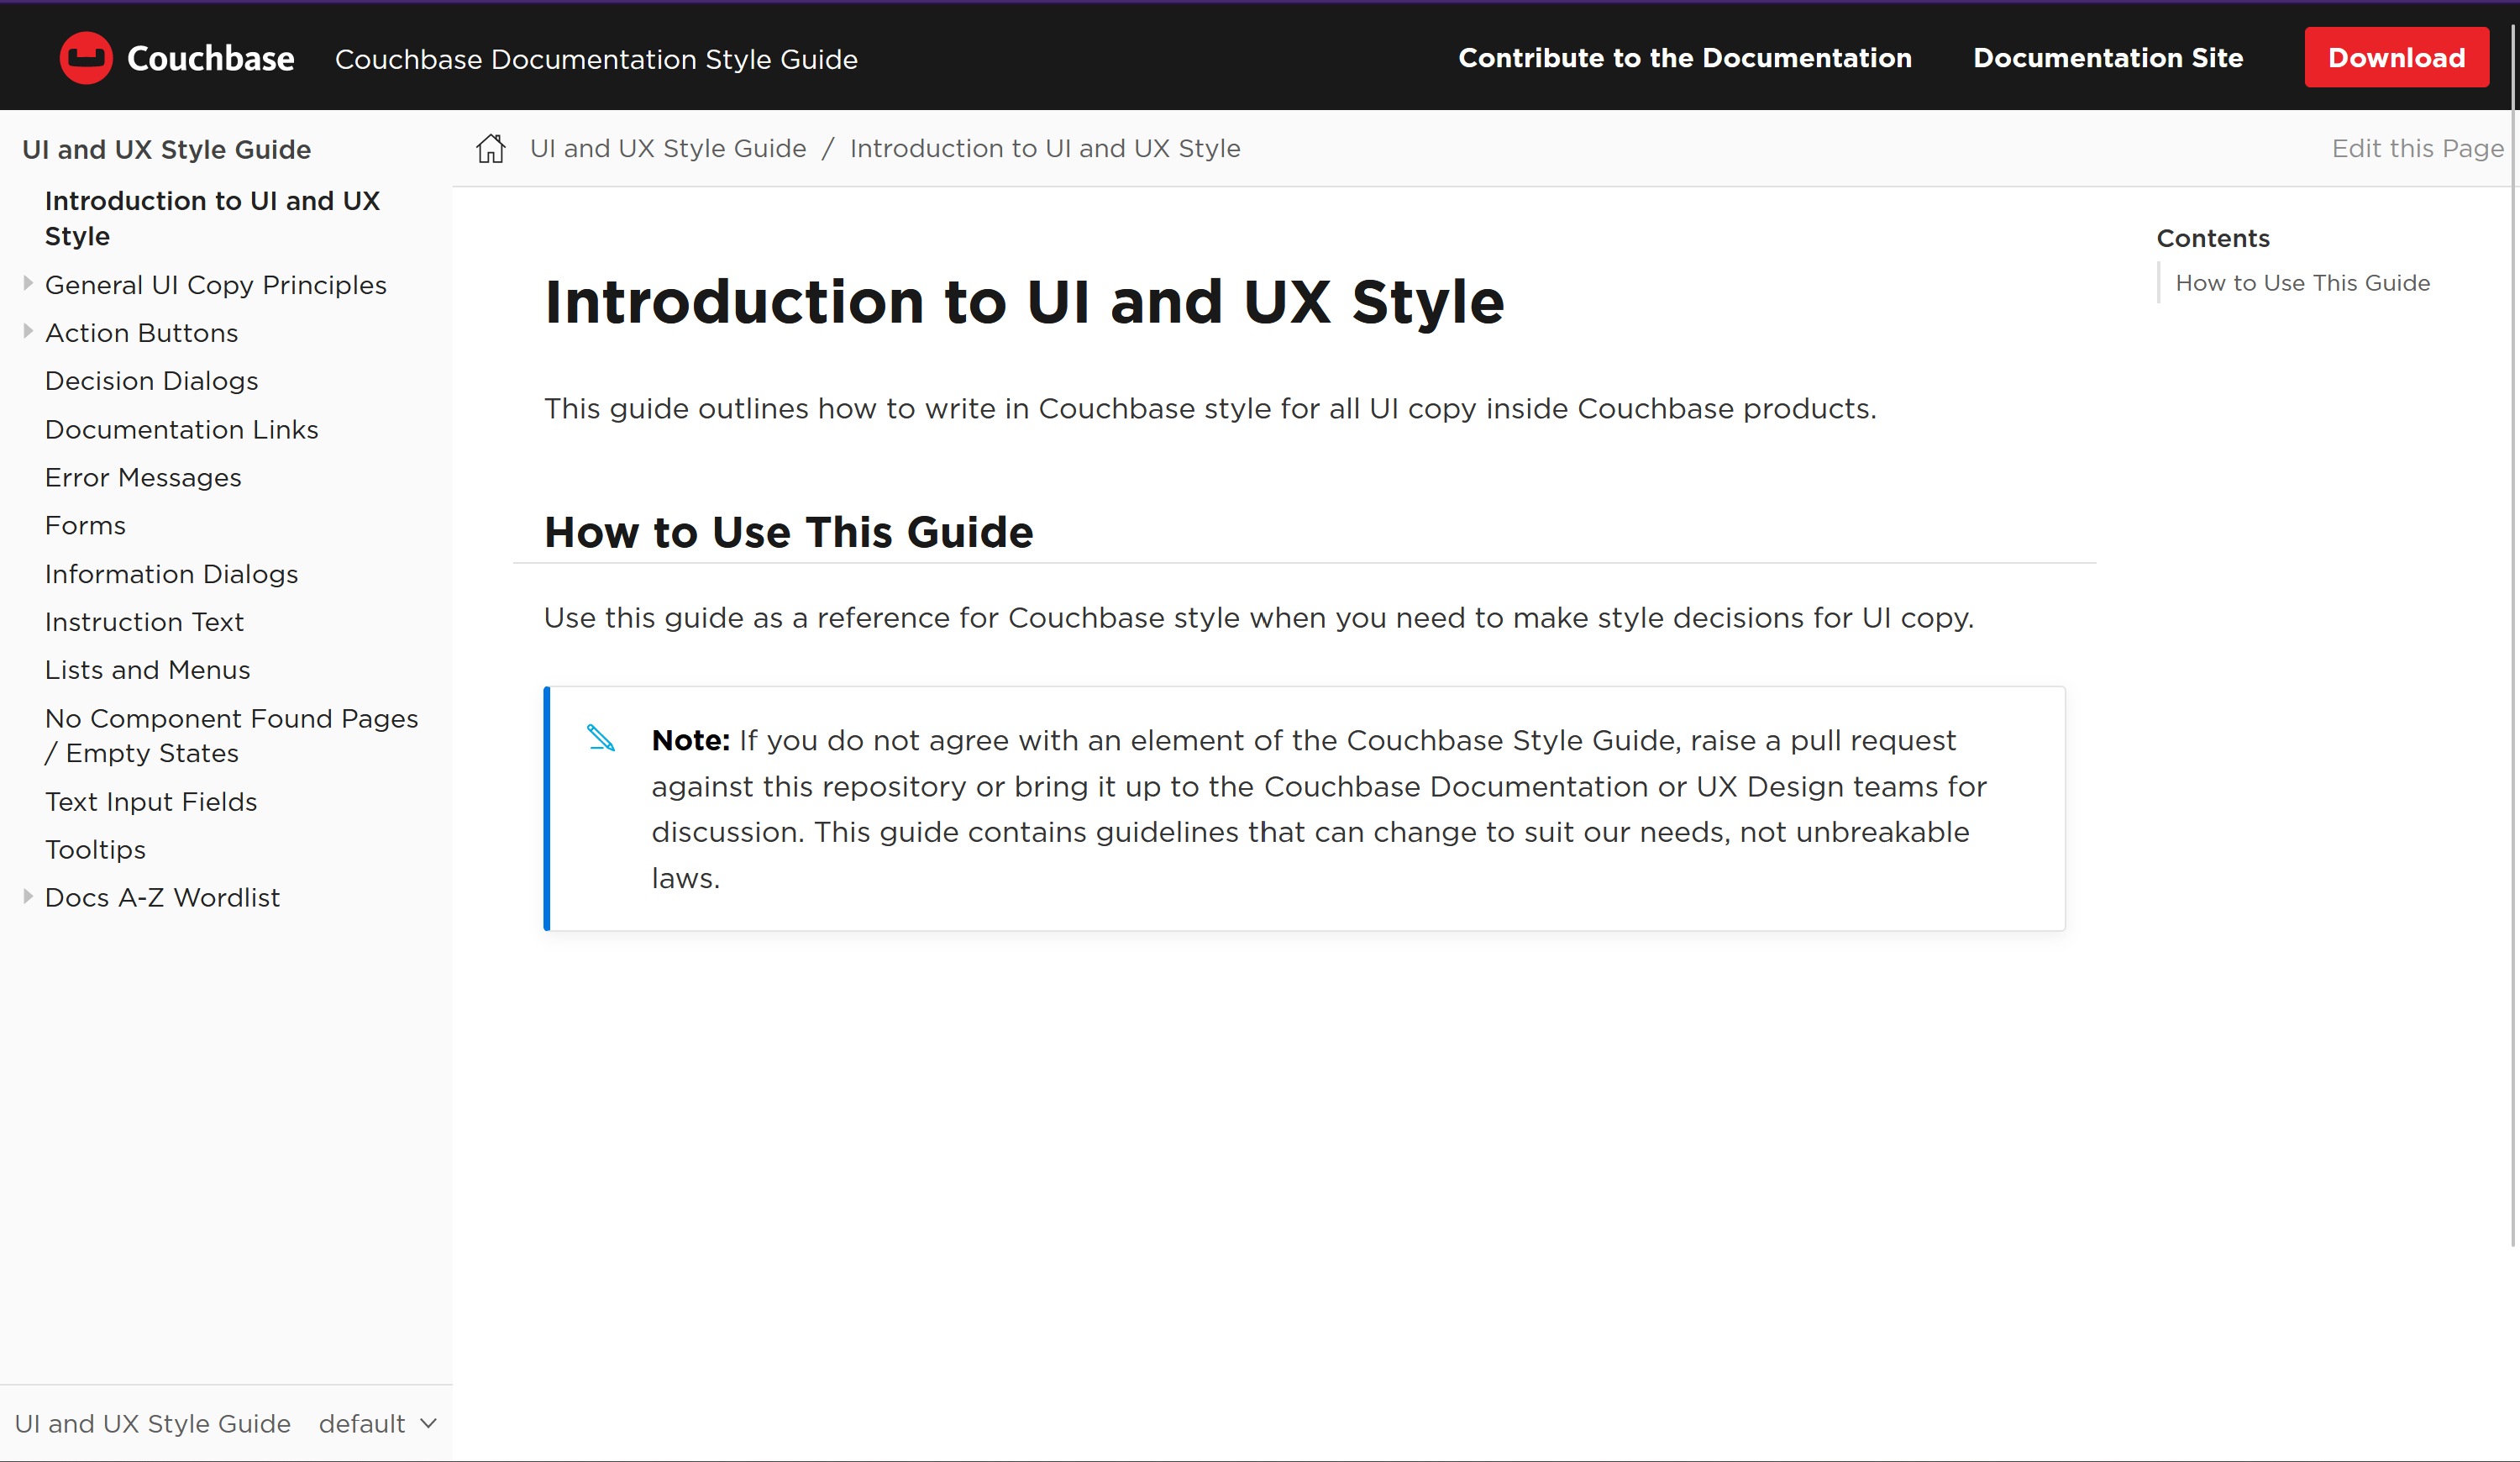 Couchbase
Couchbase Documentation Style Guide
Contribute to the Documentation
Documentation Site
Download
UI and UX Style Guide
Introduction to UI and UX
Style
General UI Copy Principles
Action Buttons
Decision Dialogs
Documentation Links
Error Messages
Forms
Information Dialogs
Instruction Text
Lists and Menus
No Component Found Pages
/ Empty States
Text Input Fields
Tooltips
Docs A-Z Wordlist
UI and UX Style Guide default
UI and UX Style Guide / Introduction to UI and UX Style
Edit this Page
Introduction to UI and UX Style
This guide outlines how to write in Couchbase style for all UI copy inside Couchbase products.
How to Use This Guide
Use this guide as a reference for Couchbase style when you need to make style decisions for UI copy.
Note: If you do not agree with an element of the Couchbase Style Guide, raise a pull request
against this repository or bring it up to the Couchbase Documentation or UX Design teams for
discussion. This guide contains guidelines that can change to suit our needs, not unbreakable
laws.
Contents
How to Use This Guide